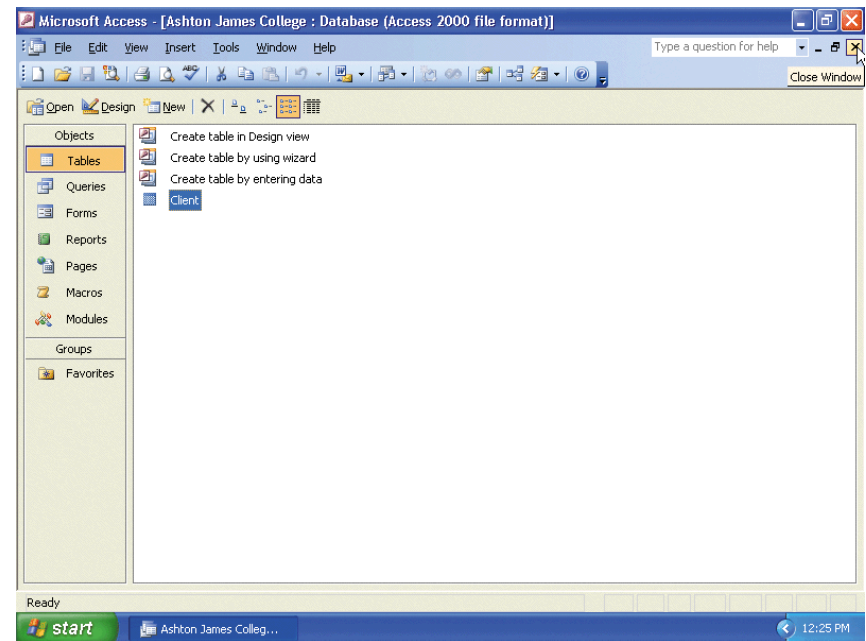 Microsoft Access - [Ashton James College : Database (Access 2000 file format)]
File Edit View Insert Tools Window Help Type a question for help
Close Window
Open Design New
Objects
Tables
Queries
Forms
Reports
Pages
Macros
Modules
Groups
Favorites
Create table in Design view
Create table by using wizard
Create table by entering data
Client
Ready
start Ashton James Colleg... 12:25 PM